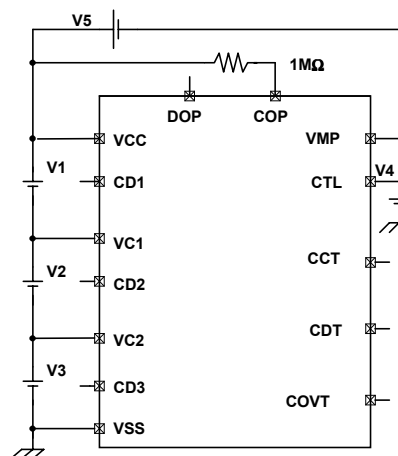 V5
1MΩ
DOP
COP
VCC
VMP
V1
V4
CD1
CTL
VC1
CCT
V2
CD2
CDT
VC2
V3
CD3
COVT
VSS